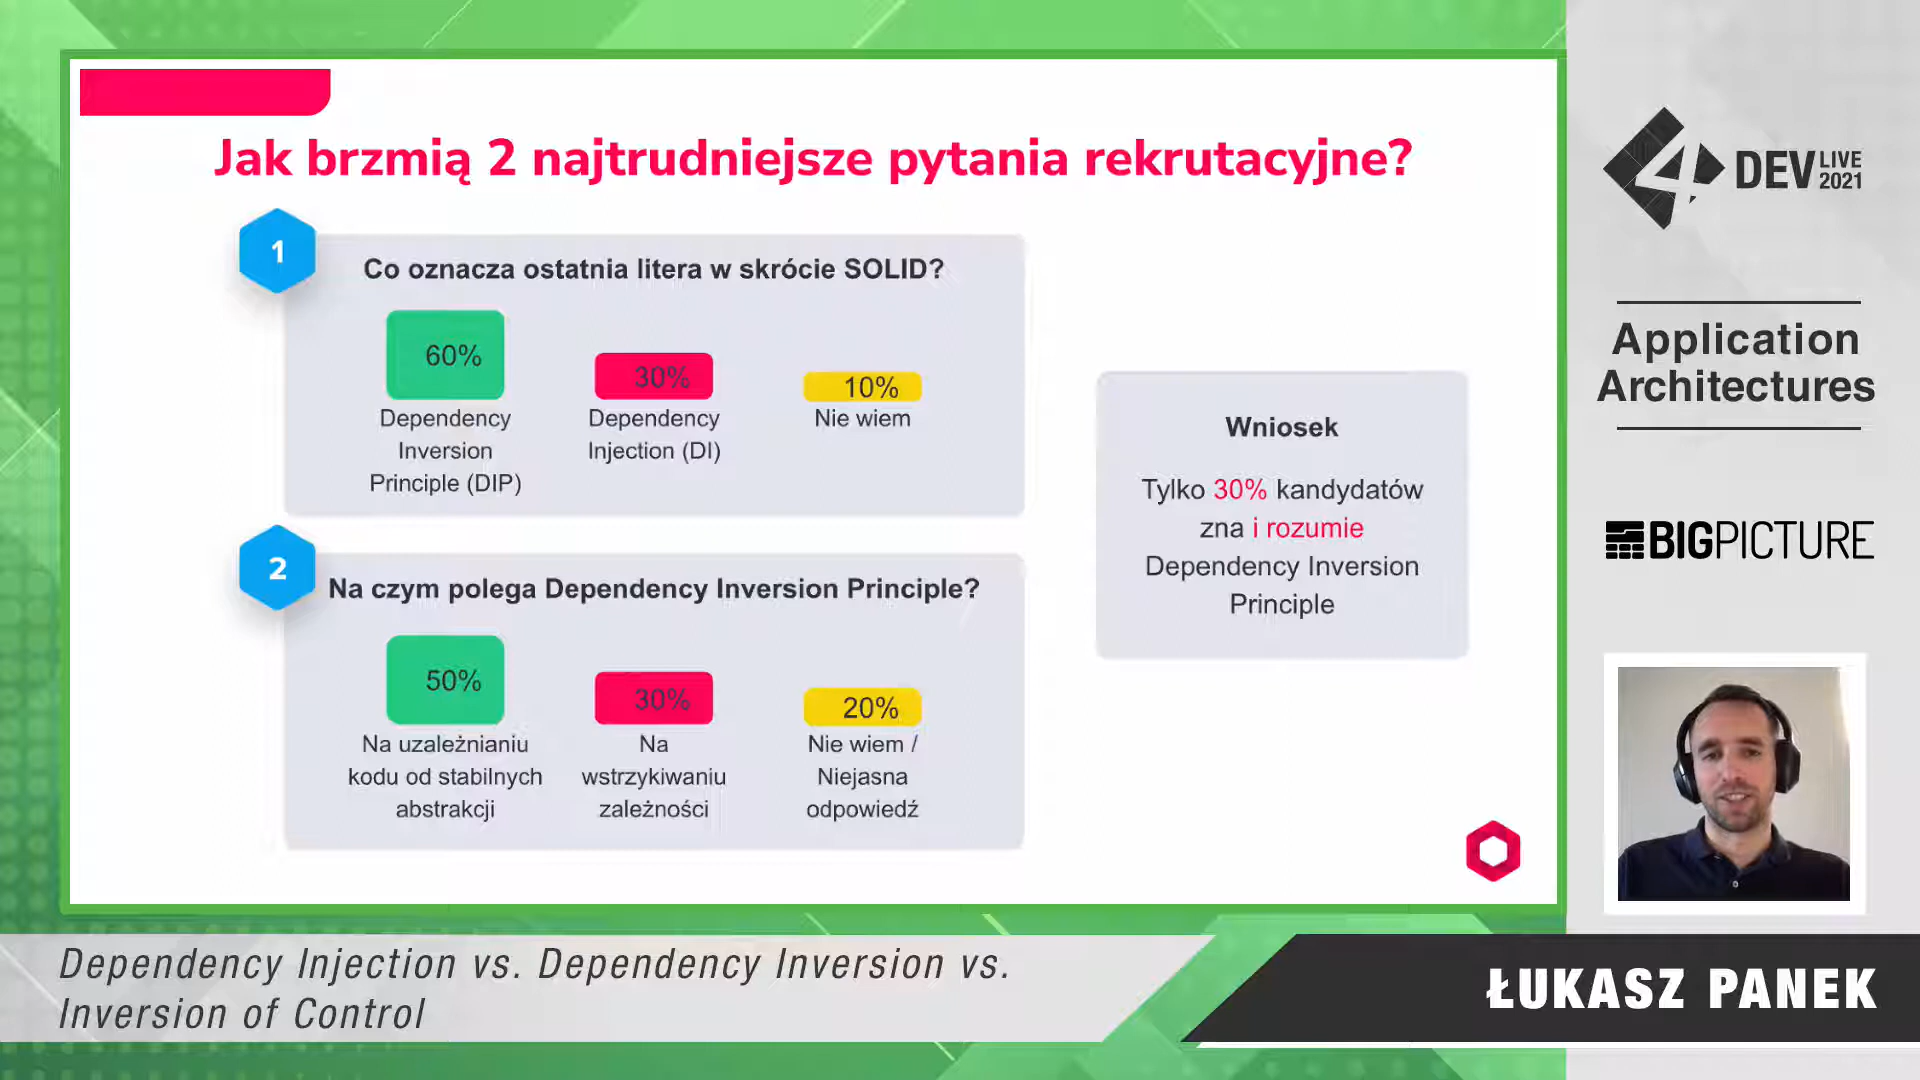 Jak brzmią 2 najtrudniejsze pytania rekrutacyjne?
1
Co oznacza ostatnia litera w skrócie SOLID?
60%
30%
10%
Dependency
Inversion
Principle (DIP)
Dependency
Injection (DI)
Nie wiem
2
Na czym polega Dependency Inversion Principle?
50%
30%
20%
Na uzależnianiu
kodu od stabilnych
abstrakcji
Na
wstrzykiwaniu
zależności
Nie wiem /
Niejasna
odpowiedź
Wniosek
Tylko 30% kandydatów
zna i rozumie
Dependency Inversion
Principle
4 DEV LIVE
2021
Application
Architectures
BIGPICTURE
Dependency Injection vs. Dependency Inversion vs.
Inversion of Control
ŁUKASZ PANEK